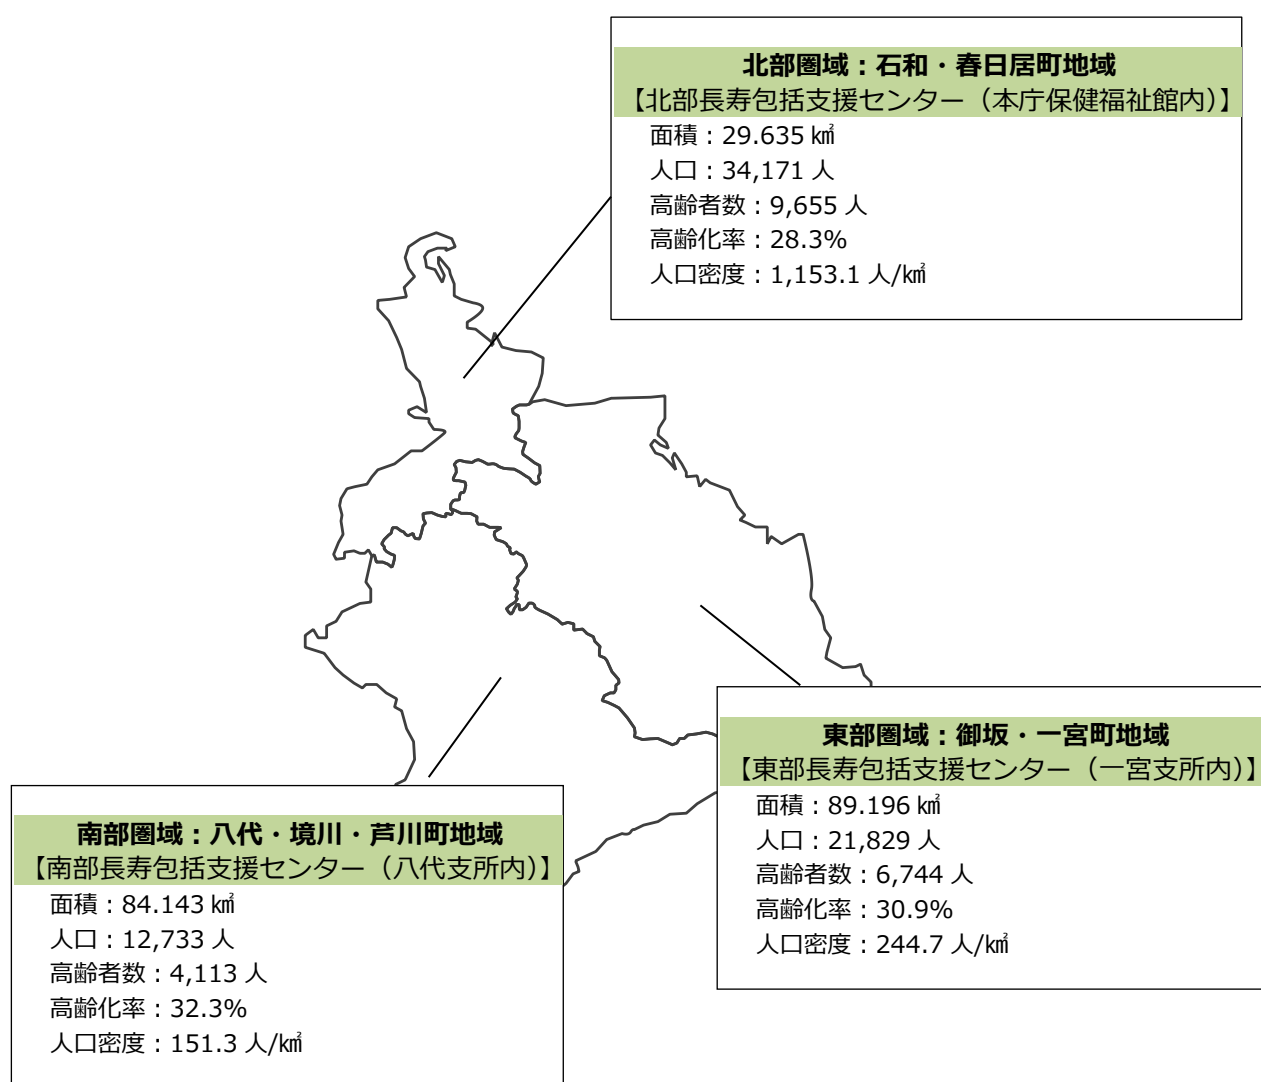 北部圏域：石和・春日居町地域
【北部長寿包括支援センター（本庁保健福祉館内)】
面積：29.635 ㎢
人口：34,171 人
高齢者数：9,655 人
高齢化率：28.3%
人口密度：1,153.1 人/㎢
東部圏域：御坂・一宮町地域
【東部長寿包括支援センター（一宮支所内)】
面積：89.196 ㎢
人口：21,829 人
高齢者数：6,744 人
高齢化率：30.9%
人口密度：244.7 人/㎢
南部圏域：八代・境川・芦川町地域
【南部長寿包括支援センター（八代支所内)】
面積：84.143 ㎢
人口：12,733 人
高齢者数：4,113 人
高齢化率：32.3%
人口密度：151.3 人/㎢